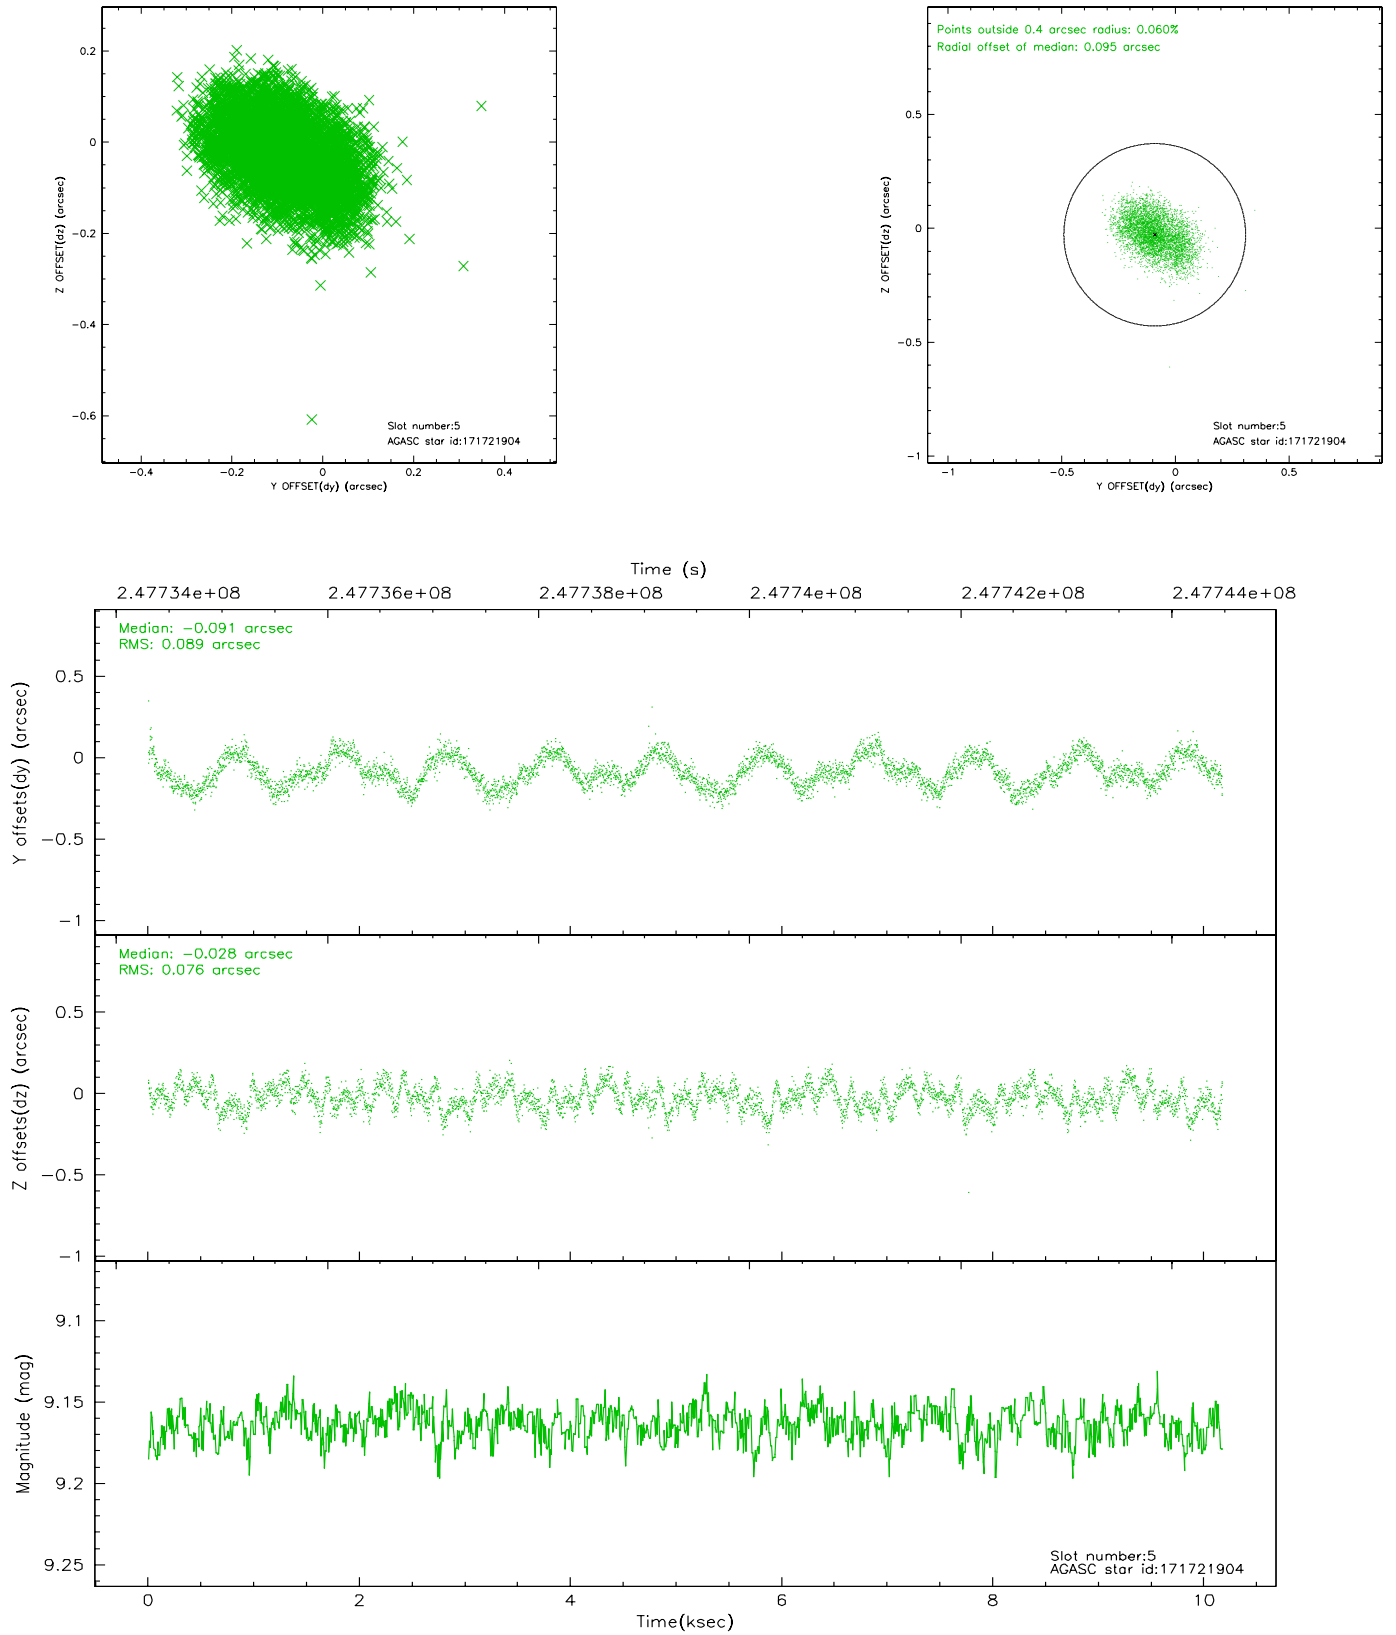 0.2
0
-0.2
-0.4
-0.6
Z OFFSET(dz) (arcsec)
Slot number:5
AGASC star id:171721904
-0.4 -0.2 0 0.2 0.4
Y OFFSET(dy) (arcsec)
Points outside 0.4 arcsec radius: 0.060%
Radial offset of median: 0.095 arcsec
0.5
0
-0.5
-1
Z OFFSET(dz) (arcsec)
Slot number:5
AGASC star id:171721904
-1 -0.5 0 0.5
Y OFFSET(dy) (arcsec)
Time (s)
2.47734e+08 2.47736e+08 2.47738e+08 2.4774e+08 2.47742e+08 2.47744e+08
Median: -0.091 arcsec
RMS: 0.089 arcsec
0.5
0
-0.5
-1
Y offsets(dy) (arcsec)
Median: -0.028 arcsec
RMS: 0.076 arcsec
0.5
0
-0.5
-1
Z offsets(dz) (arcsec)
9.1
9.15
9.2
9.25
Magnitude (mag)
Slot number:5
AGASC star id:171721904
0 2 4 6 8 10
Time(ksec)